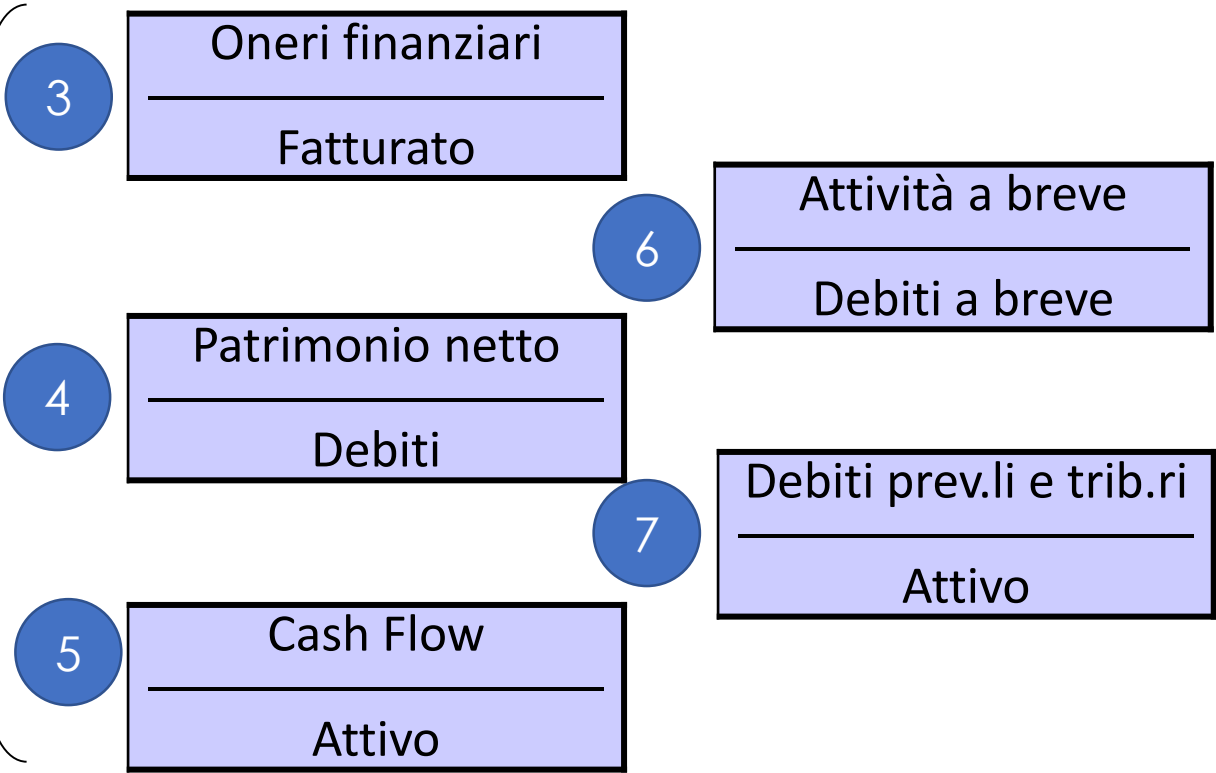 3
Oneri finanziari
Fatturato
4
Patrimonio netto
Debiti
5
Cash Flow
Attivo
6
Attività a breve
Debiti a breve
7
Debiti prev.li e trib.ri
Attivo